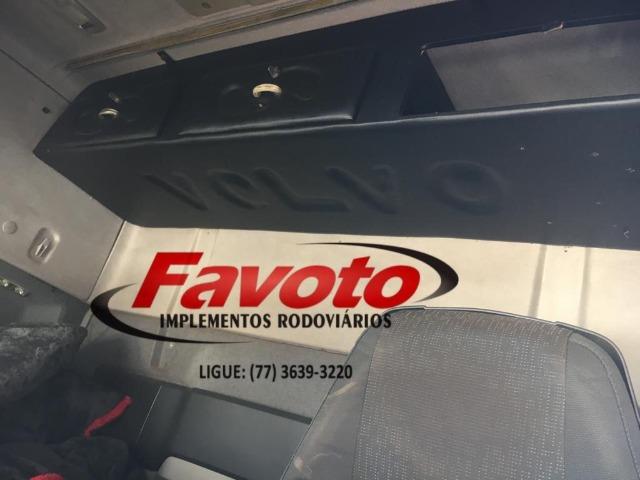 VOLVO
Favoto
IMPLEMENTOS RODOVIÁRIOS
LIGUE: (77) 3639-3220